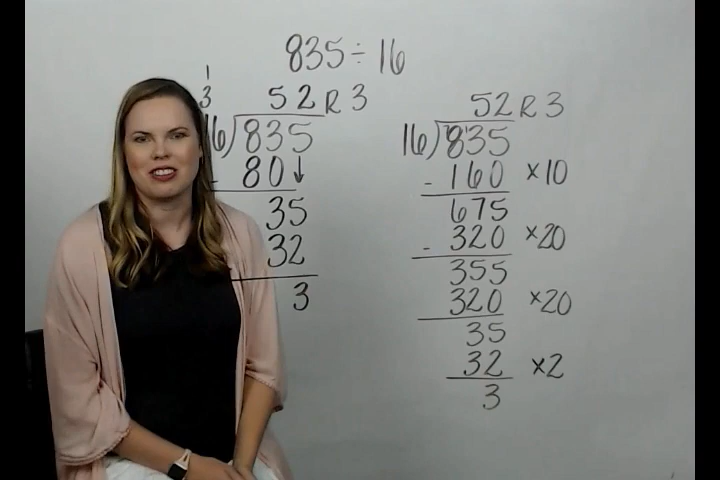 835 ÷ 16
1
3
52 R 3
16)835
- 80↓
35
32
3
52 R 3
16)835
- 160 ×10
675
- 320 ×20
355
320 ×20
35
32 ×2
3